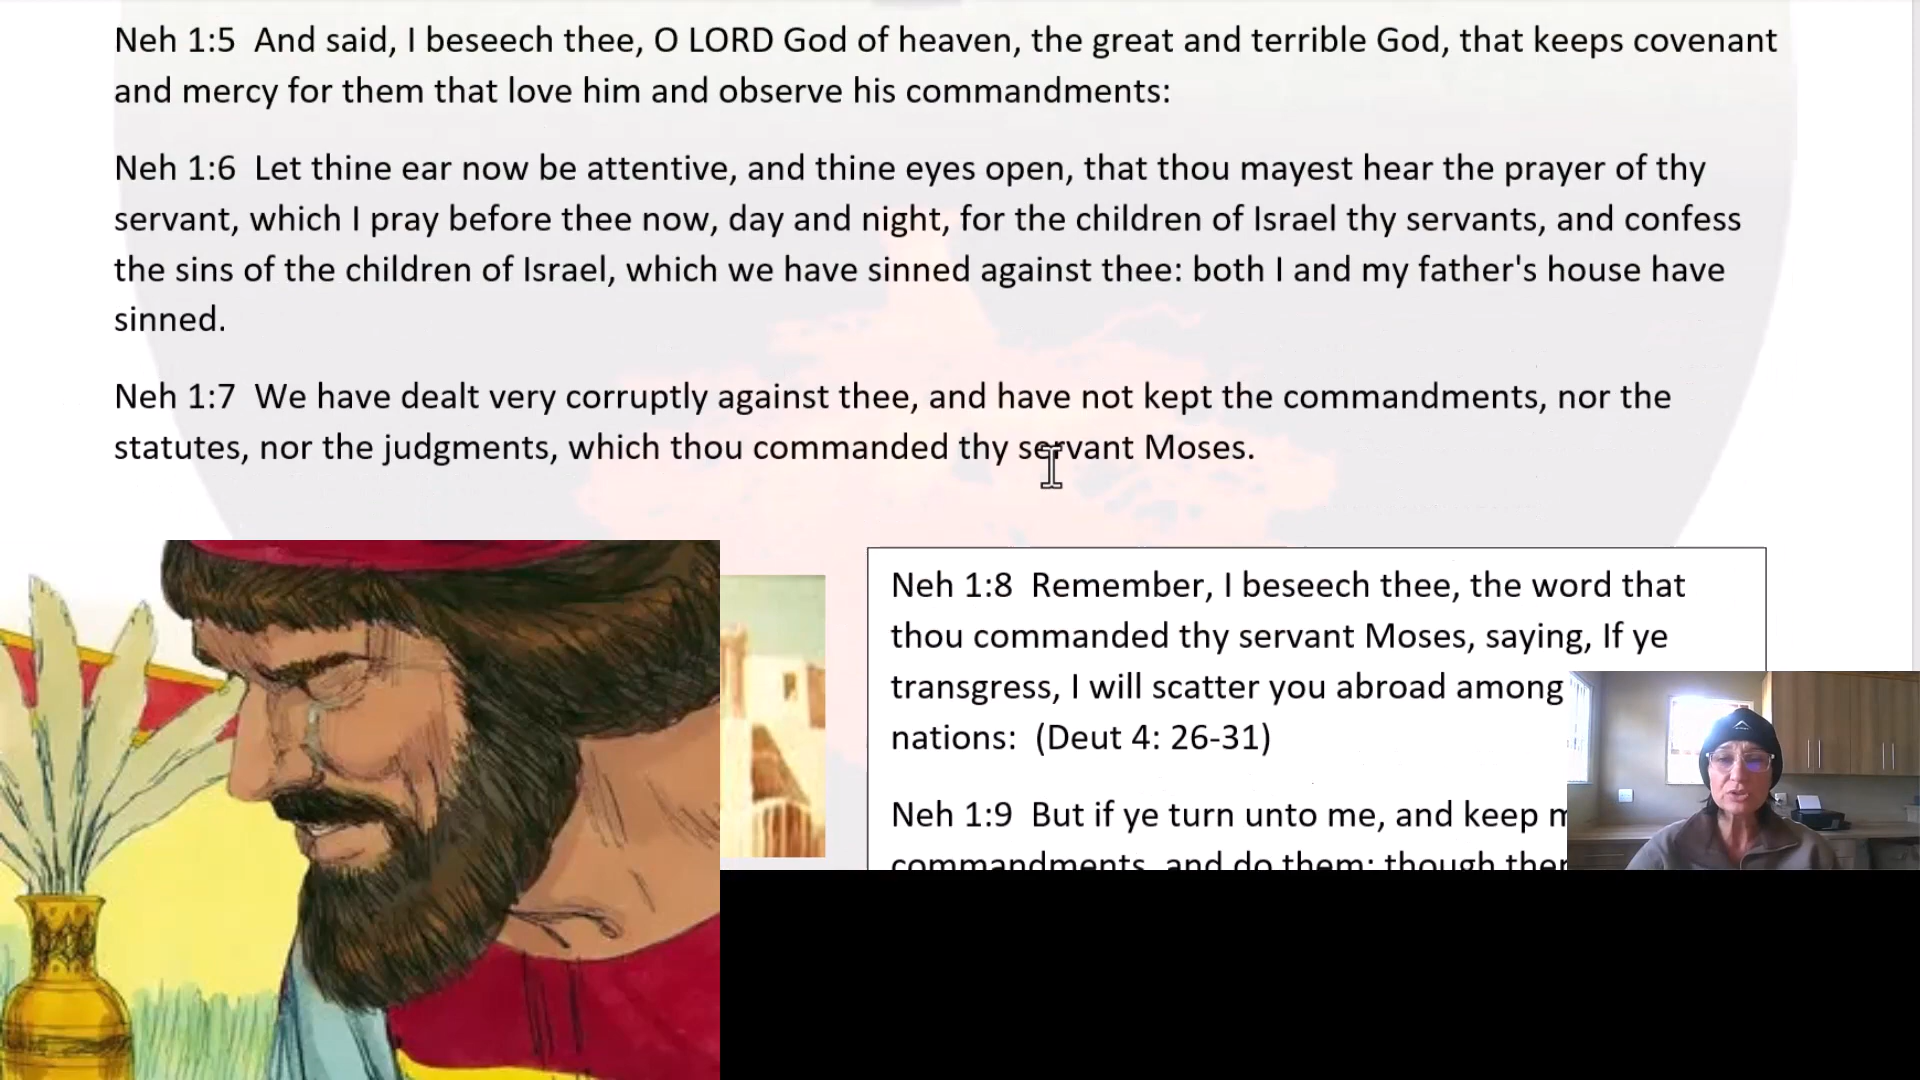 Neh 1:5  And said, I beseech thee, O LORD God of heaven, the great and terrible God, that keeps covenant
and mercy for them that love him and observe his commandments:
Neh 1:6  Let thine ear now be attentive, and thine eyes open, that thou mayest hear the prayer of thy
servant, which I pray before thee now, day and night, for the children of Israel thy servants, and confess
the sins of the children of Israel, which we have sinned against thee: both I and my father's house have
sinned.
Neh 1:7  We have dealt very corruptly against thee, and have not kept the commandments, nor the
statutes, nor the judgments, which thou commanded thy servant Moses.
Neh 1:8  Remember, I beseech thee, the word that
thou commanded thy servant Moses, saying, If ye
transgress, I will scatter you abroad among
nations:  (Deut 4: 26-31)
Neh 1:9  But if ye turn unto me, and keep
commandments, and do them; though